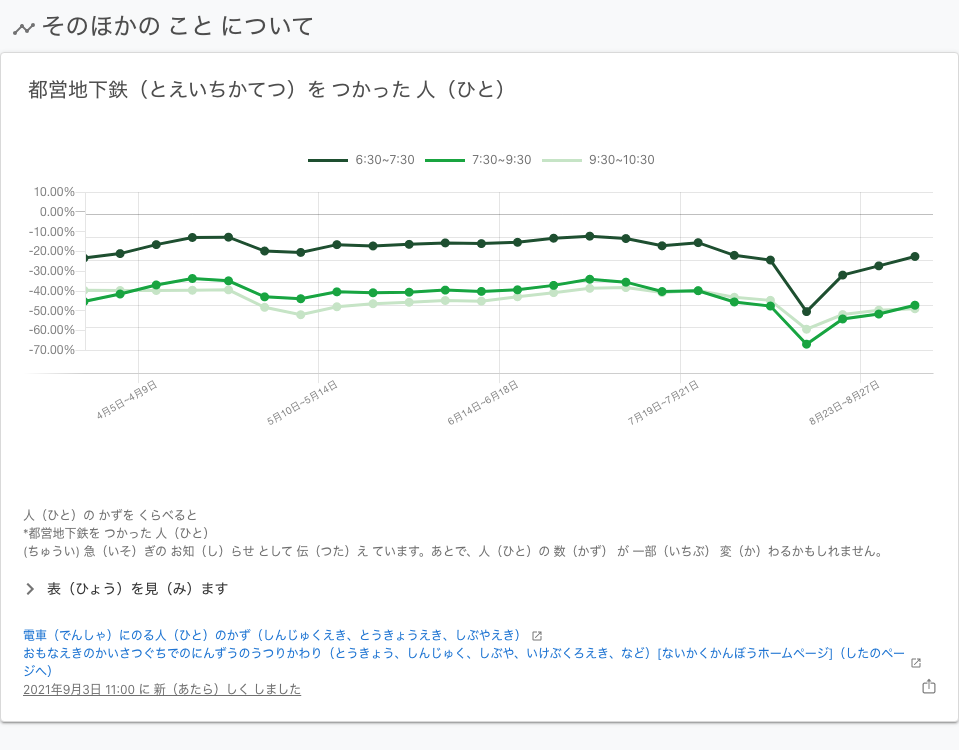 そのほかの こと について
都営地下鉄（とえいちかてつ）を つかった 人（ひと）
6:30~7:30 7:30~9:30 9:30~10:30
10.00%
0.00%
-10.00%
-20.00%
-30.00%
-40.00%
-50.00%
-60.00%
-70.00%
4月5日~4月9日 5月10日~5月14日 6月14日~6月18日 7月19日~7月21日 8月23日~8月27日
人（ひと）の かずを くらべると
*都営地下鉄を つかった 人（ひと）
(ちゅうい) 急（いそ）ぎの お知（し）らせ として 伝（つた）え ています。あとで、人（ひと）の 数（かず） が 一部（いちぶ） 変（か）わるかもしれません。
表（ひょう）を見（み）ます
電車（でんしゃ）にのる人（ひと）のかず（しんじゅくえき、とうきょうえき、しぶやえき）
おもなえきのかいさつぐちでのにんずうのうつりかわり（とうきょう、しんじゅく、しぶや、いけぶくろえき、など）[ないかくかんぼうホームページ]（したのペー
ジへ）
2021年9月3日 11:00 に 新（あたら）しく しました